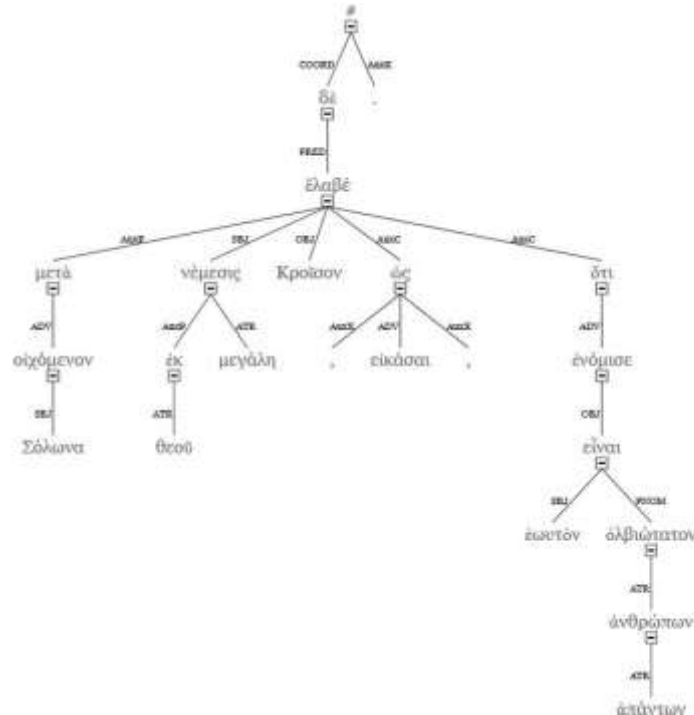 #
COORD AuxK
δὲ .
PRED
ἔλαβέ
AuxP SBJ OBJ AuxC AuxC
μετὰ νέμεσις Κροῖσον ὡς ὅτι
ADV AuxP ATR AuxX ADV AuxX ADV
οἰχόμενον ἐκ μεγάλη , εἰκάσαι , ἐνόμισε
SBJ ATR OBJ
Σόλωνα θεοῦ εἶναι
SBJ PNOM
ἑωυτὸν ὀλβιώτατον
ATR
ἀνθρώπων
ATR
ἁπάντων